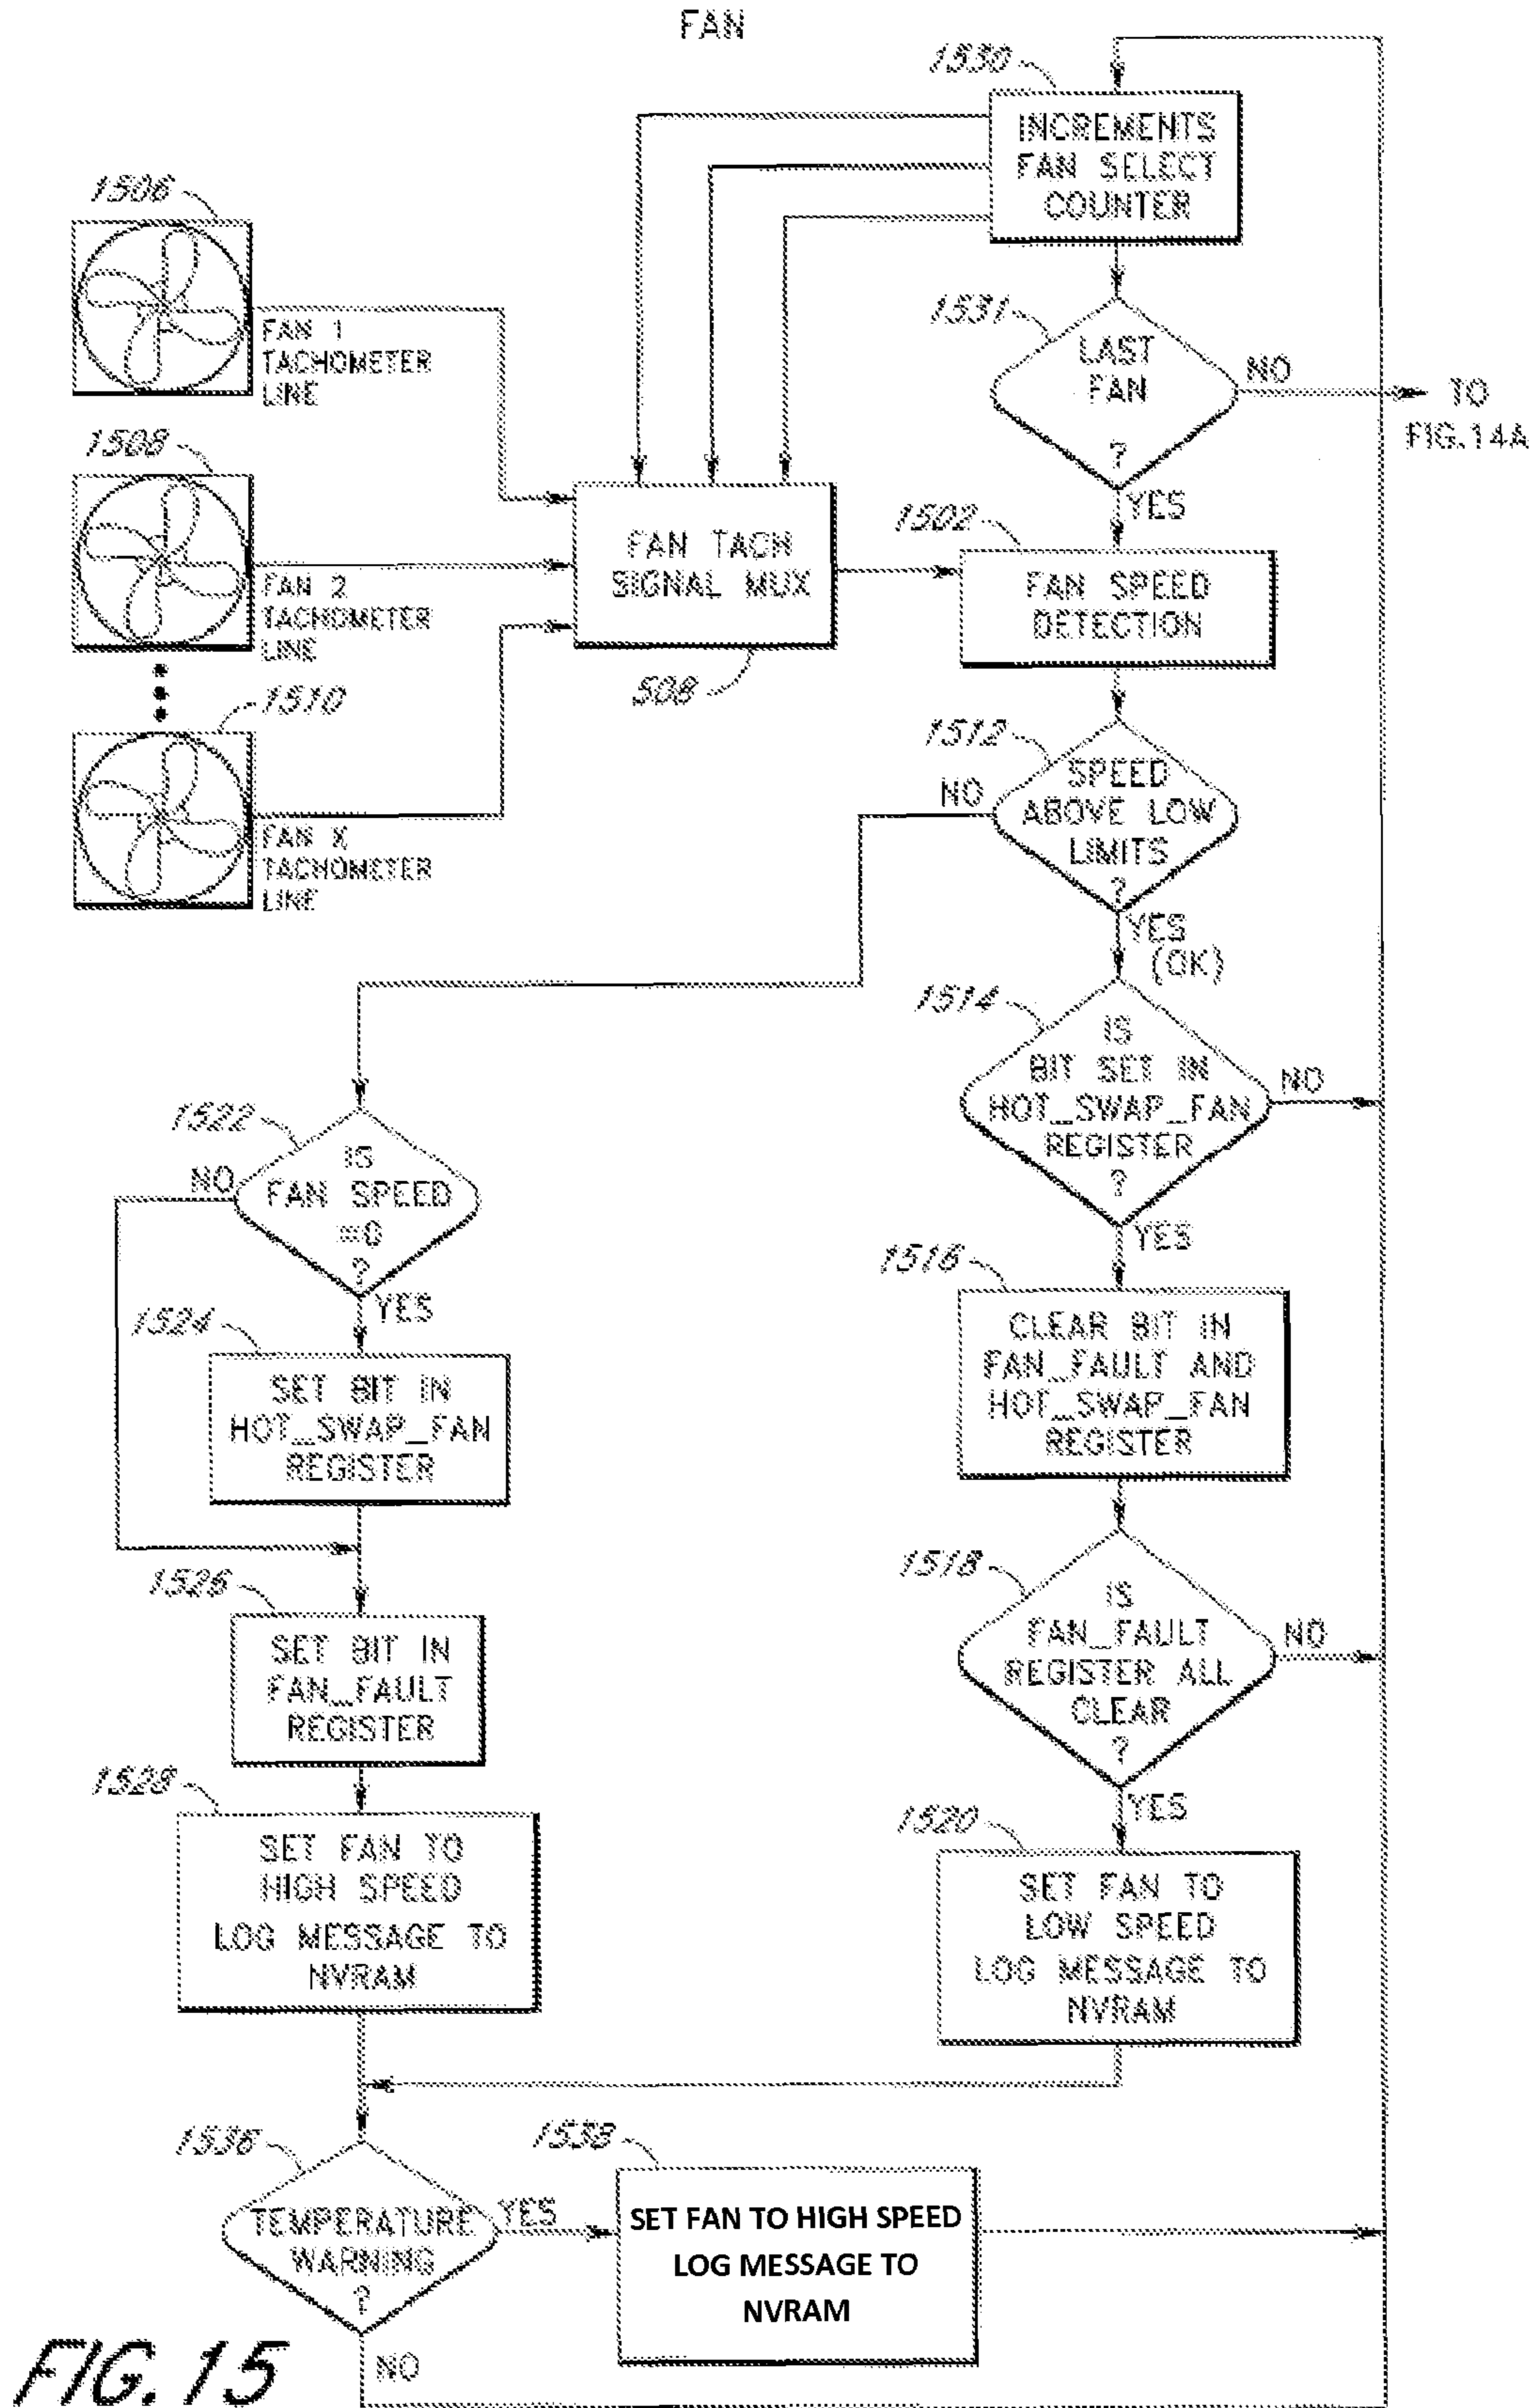 FAN
1530
INCREMENTS
FAN SELECT
COUNTER
1506
FAN 1
TACHOMETER
LINE
1531
LAST
FAN
?
NO
TO
FIG.14A
YES
1508
FAN 2
TACHOMETER
LINE
FAN TACH
SIGNAL MUX
508
1502
FAN SPEED
DETECTION
1510
FAN X
TACHOMETER
LINE
1512
SPEED
ABOVE LOW
LIMITS
?
NO
YES
(OK)
1514
IS
BIT SET IN
HOT_SWAP_FAN
REGISTER
?
NO
YES
1522
IS
FAN SPEED
=0
?
NO
YES
1516
CLEAR BIT IN
FAN_FAULT AND
HOT_SWAP_FAN
REGISTER
1524
SET BIT IN
HOT_SWAP_FAN
REGISTER
1518
IS
FAN_FAULT
REGISTER ALL
CLEAR
?
NO
YES
1526
SET BIT IN
FAN_FAULT
REGISTER
1528
SET FAN TO
HIGH SPEED
LOG MESSAGE TO
NVRAM
1520
SET FAN TO
LOW SPEED
LOG MESSAGE TO
NVRAM
1536
TEMPERATURE
WARNING
?
YES
NO
1538
SET FAN TO HIGH SPEED
LOG MESSAGE TO
NVRAM
FIG. 15